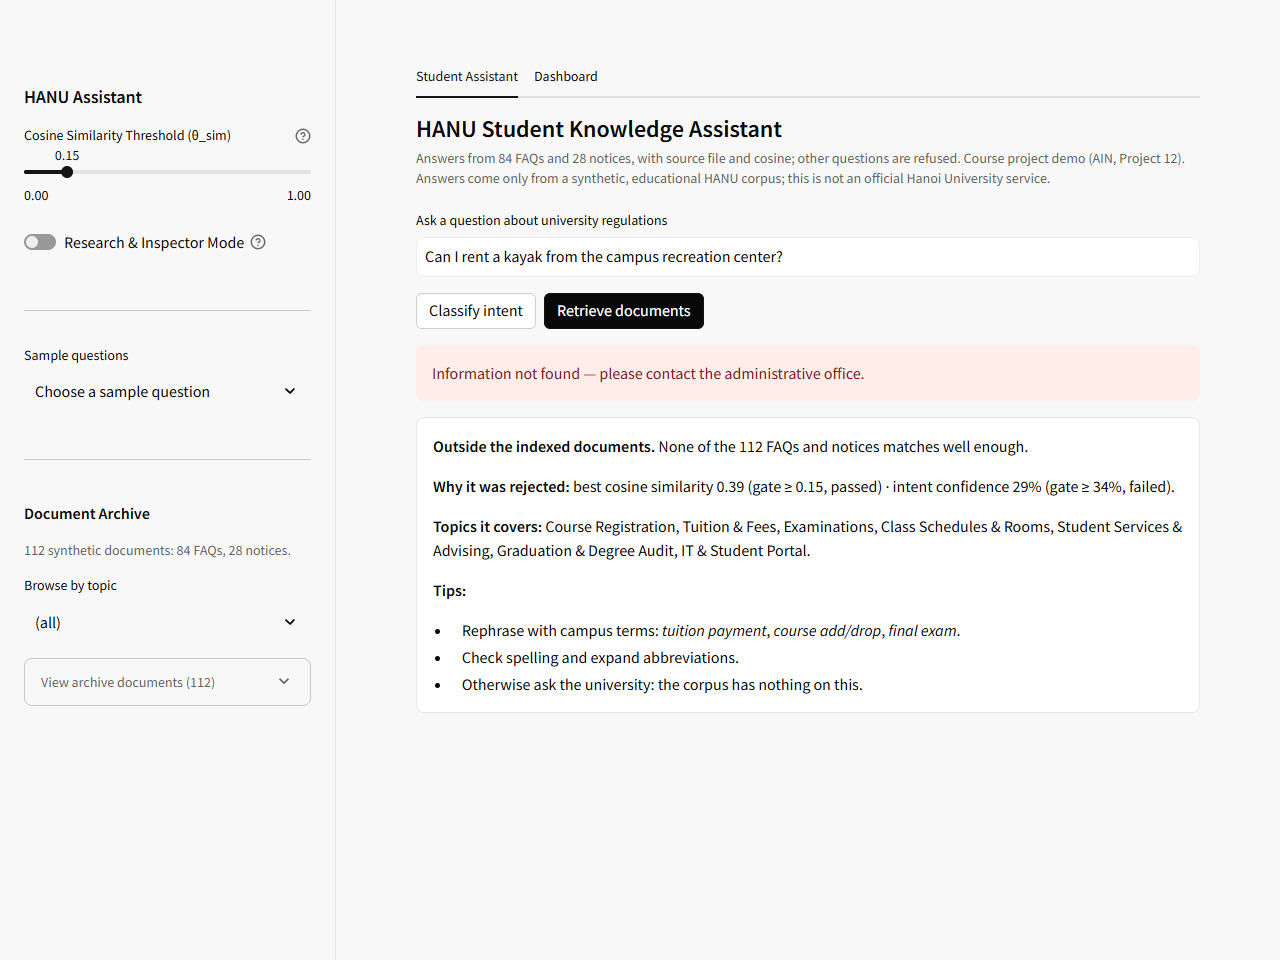 HANU Assistant
Cosine Similarity Threshold (θ_sim)
0.15
0.00
1.00
Research & Inspector Mode
Sample questions
Choose a sample question
Document Archive
112 synthetic documents: 84 FAQs, 28 notices.
Browse by topic
(all)
View archive documents (112)
Student Assistant
Dashboard
HANU Student Knowledge Assistant
Answers from 84 FAQs and 28 notices, with source file and cosine; other questions are refused. Course project demo (AIN, Project 12).
Answers come only from a synthetic, educational HANU corpus; this is not an official Hanoi University service.
Ask a question about university regulations
Can I rent a kayak from the campus recreation center?
Classify intent
Retrieve documents
Information not found — please contact the administrative office.
Outside the indexed documents. None of the 112 FAQs and notices matches well enough.
Why it was rejected: best cosine similarity 0.39 (gate ≥ 0.15, passed) · intent confidence 29% (gate ≥ 34%, failed).
Topics it covers: Course Registration, Tuition & Fees, Examinations, Class Schedules & Rooms, Student Services &
Advising, Graduation & Degree Audit, IT & Student Portal.
Tips:
• Rephrase with campus terms: tuition payment, course add/drop, final exam.
• Check spelling and expand abbreviations.
• Otherwise ask the university: the corpus has nothing on this.